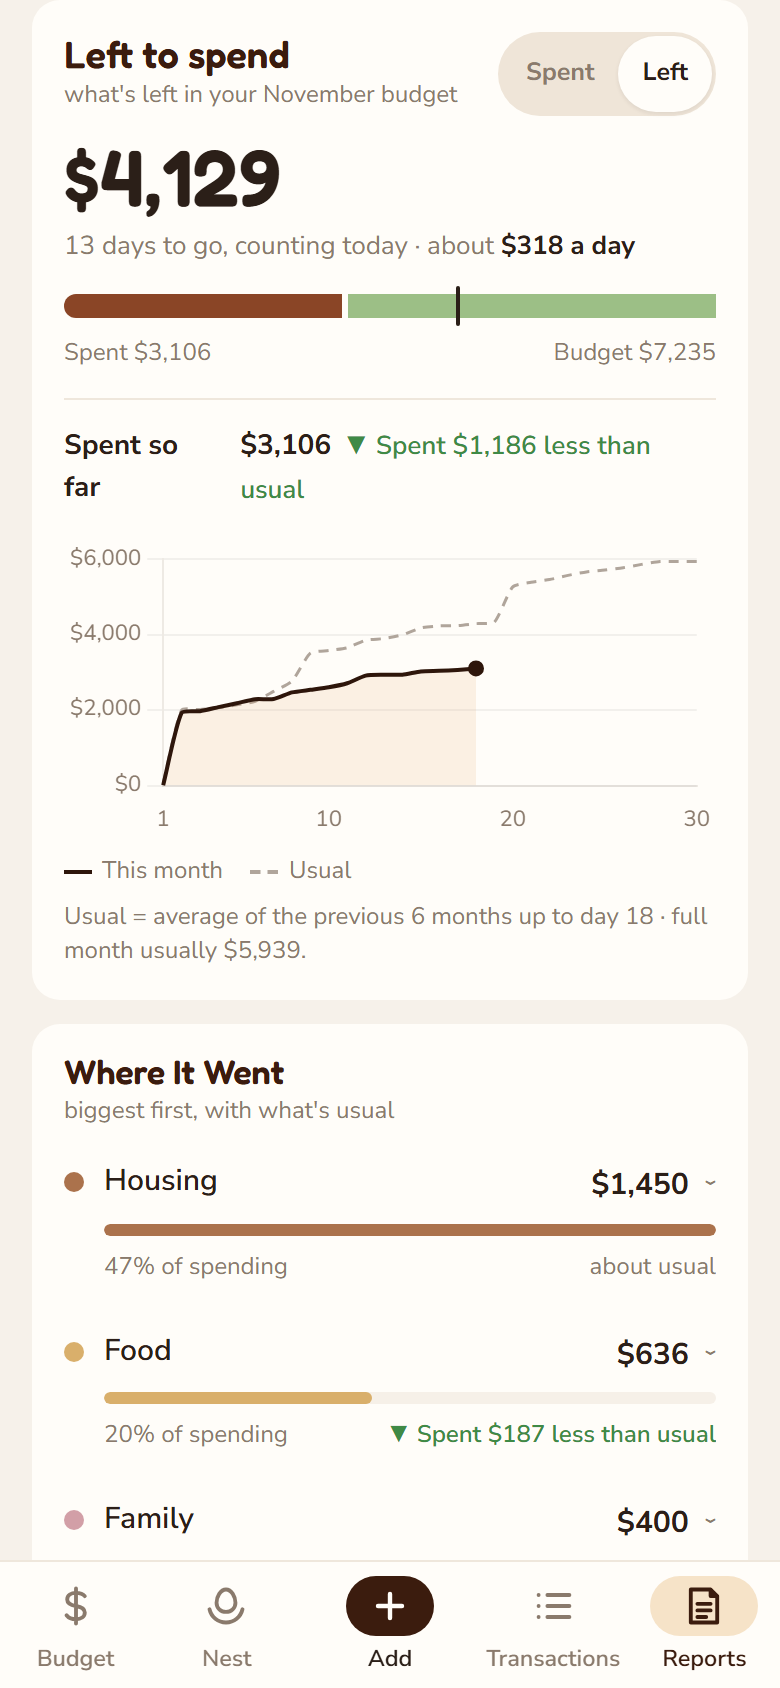 Left to spend
what's left in your November budget
Spent
Left
$4,129
13 days to go, counting today · about $318 a day
Spent $3,106
Budget $7,235
Spent so
far
$3,106 ▼ Spent $1,186 less than
usual
$6,000
$4,000
$2,000
$0
1 10 20 30
This month
Usual
Usual = average of the previous 6 months up to day 18 · full
month usually $5,939.
Where It Went
biggest first, with what's usual
Housing
$1,450
47% of spending
about usual
Food
$636
20% of spending
▼ Spent $187 less than usual
Family
$400
Budget
Nest
Add
Transactions
Reports